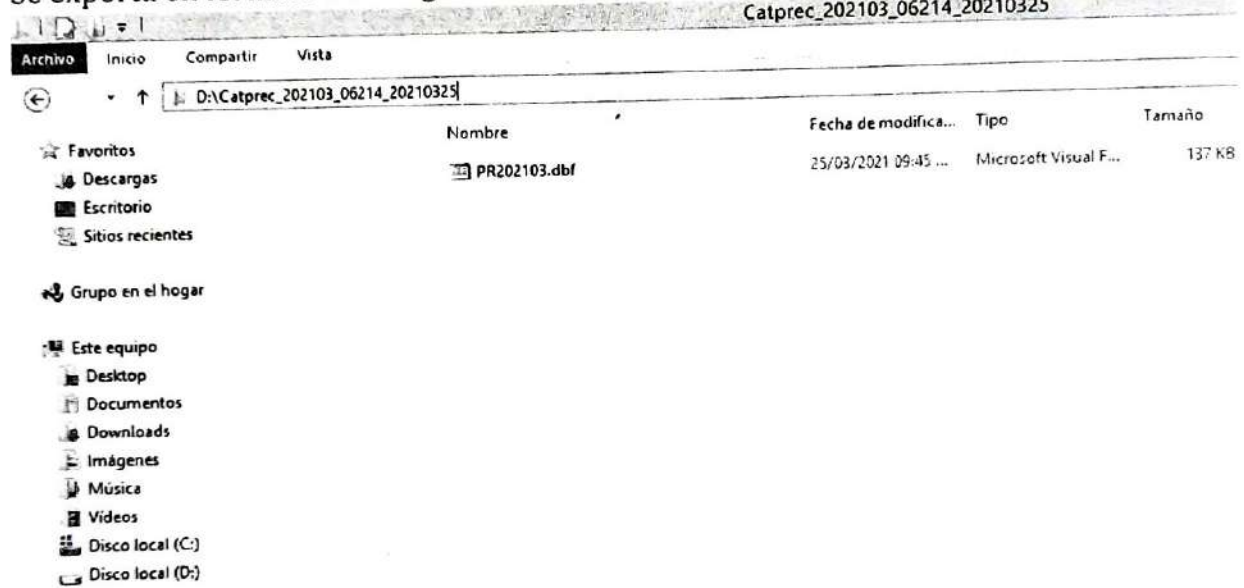 Catprec_202103_06214_20210325
Archivo Inicio Compartir Vista
D:\Catprec_202103_06214_20210325
Nombre Fecha de modifica... Tipo Tamaño
PR202103.dbf 25/03/2021 09:45 ... Microsoft Visual F... 137 KB
Favoritos
Descargas
Escritorio
Sitios recientes
Grupo en el hogar
Este equipo
Desktop
Documentos
Downloads
Imágenes
Música
Vídeos
Disco local (C:)
Disco local (D:)